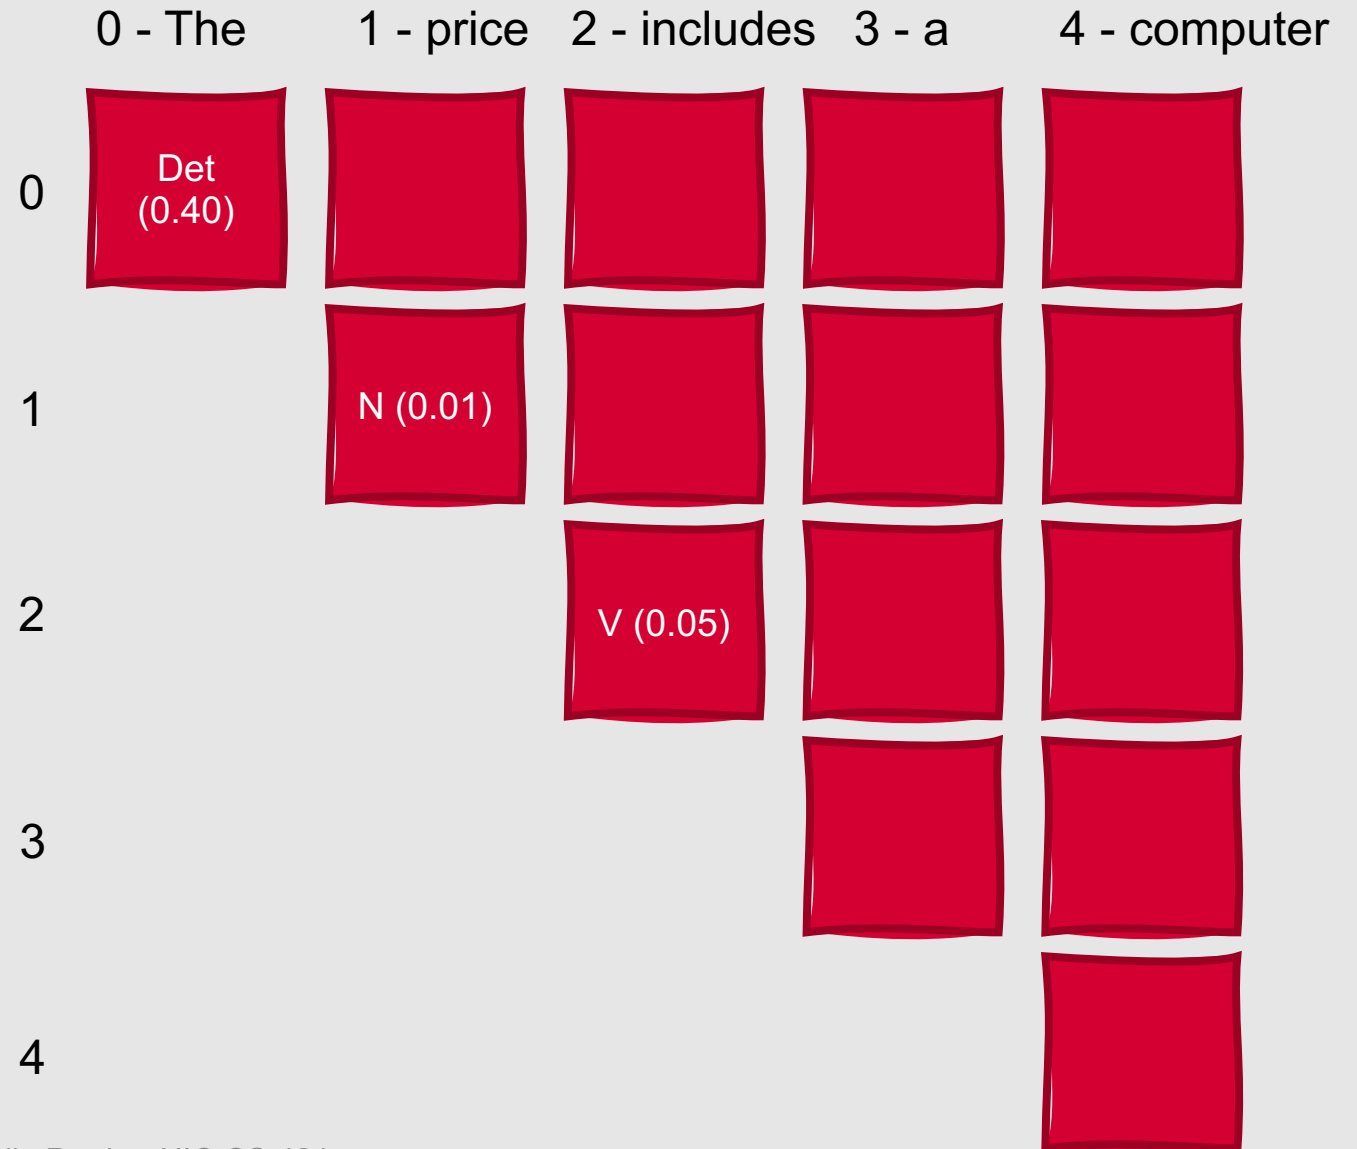 0 - The 1 - price 2 - includes 3 - a 4 - computer
0 Det
(0.40)
1 N (0.01)
2 V (0.05)
3
4